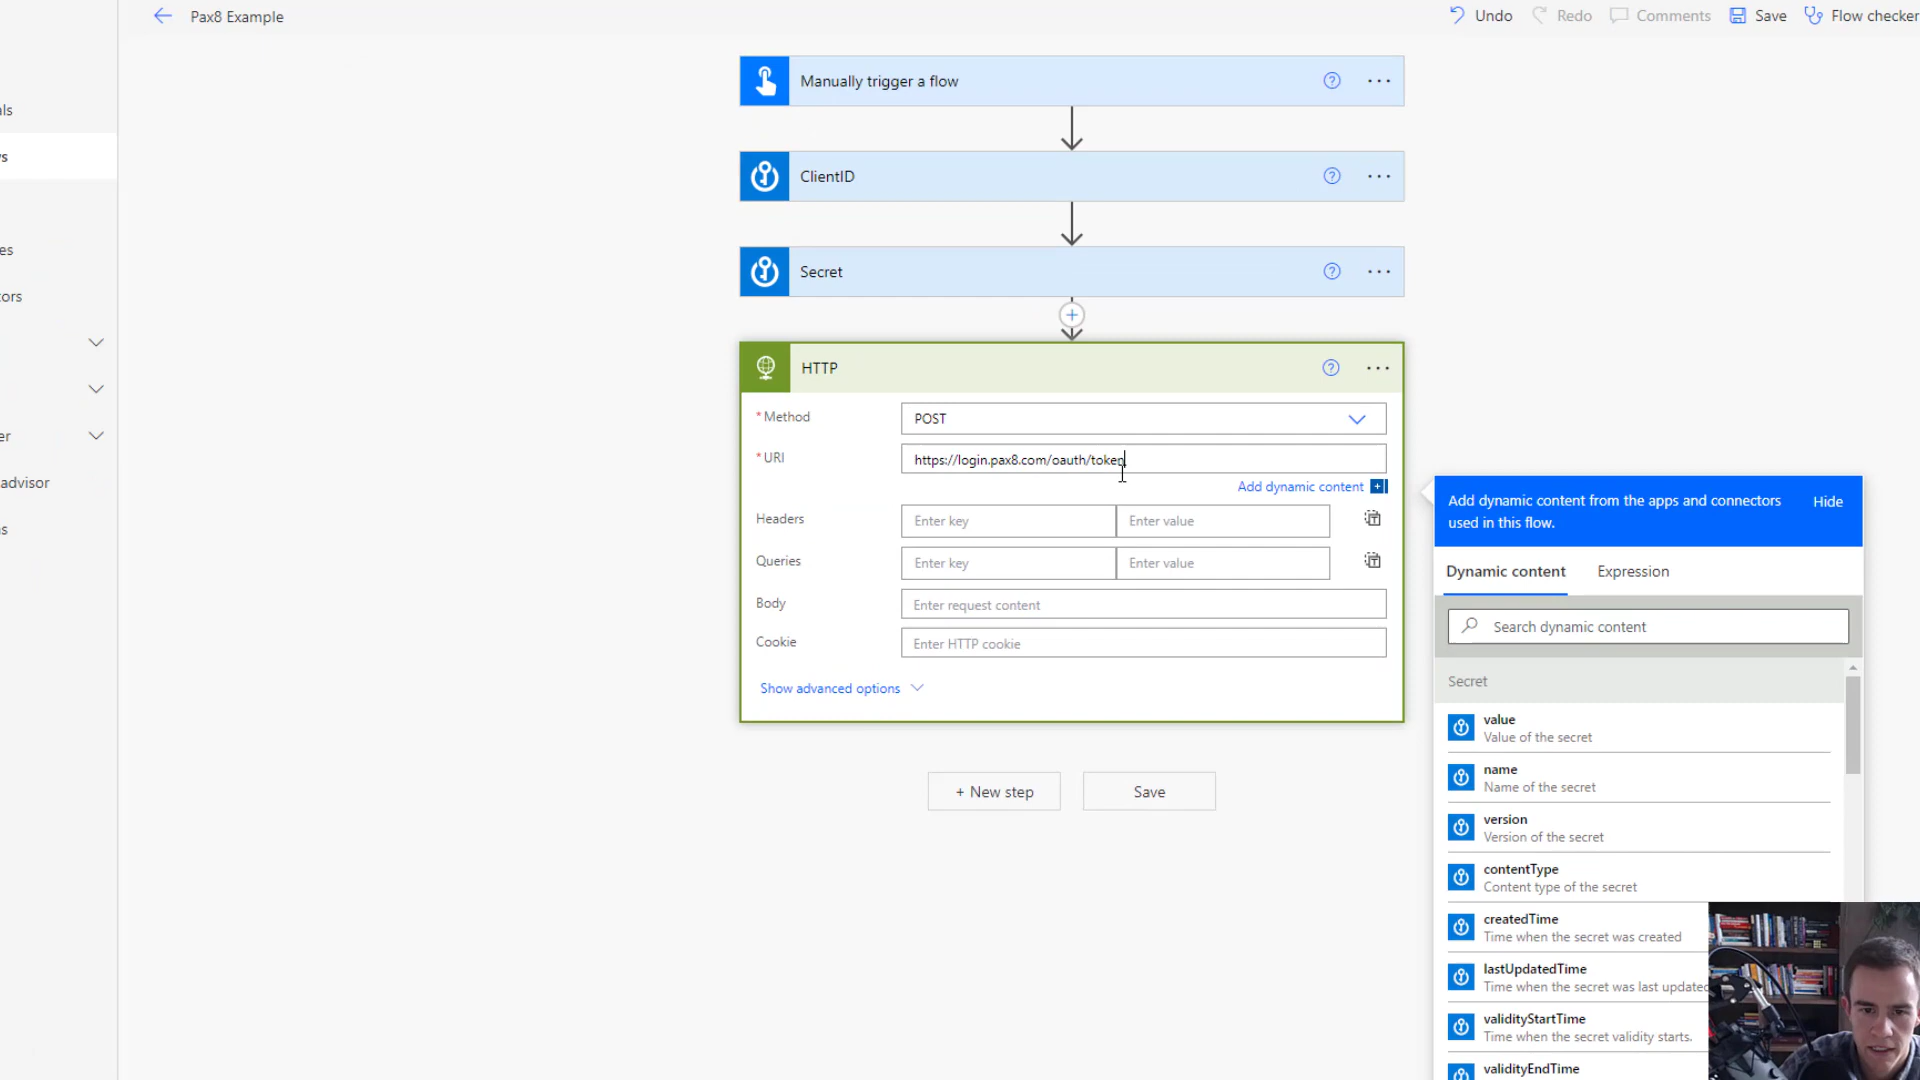 Pax8 Example
Undo
Redo
Comments
Save
Flow checker
Manually trigger a flow
ClientID
Secret
HTTP
* Method
POST
* URI
https://login.pax8.com/oauth/token
Add dynamic content
Headers
Enter key
Enter value
Queries
Enter key
Enter value
Body
Enter request content
Cookie
Enter HTTP cookie
Show advanced options
+ New step
Save
als
s
es
tors
er
advisor
s
Add dynamic content from the apps and connectors
used in this flow.
Hide
Dynamic content
Expression
Search dynamic content
Secret
value
Value of the secret
name
Name of the secret
version
Version of the secret
contentType
Content type of the secret
createdTime
Time when the secret was created
lastUpdatedTime
Time when the secret was last updated
validityStartTime
Time when the secret validity starts.
validityEndTime